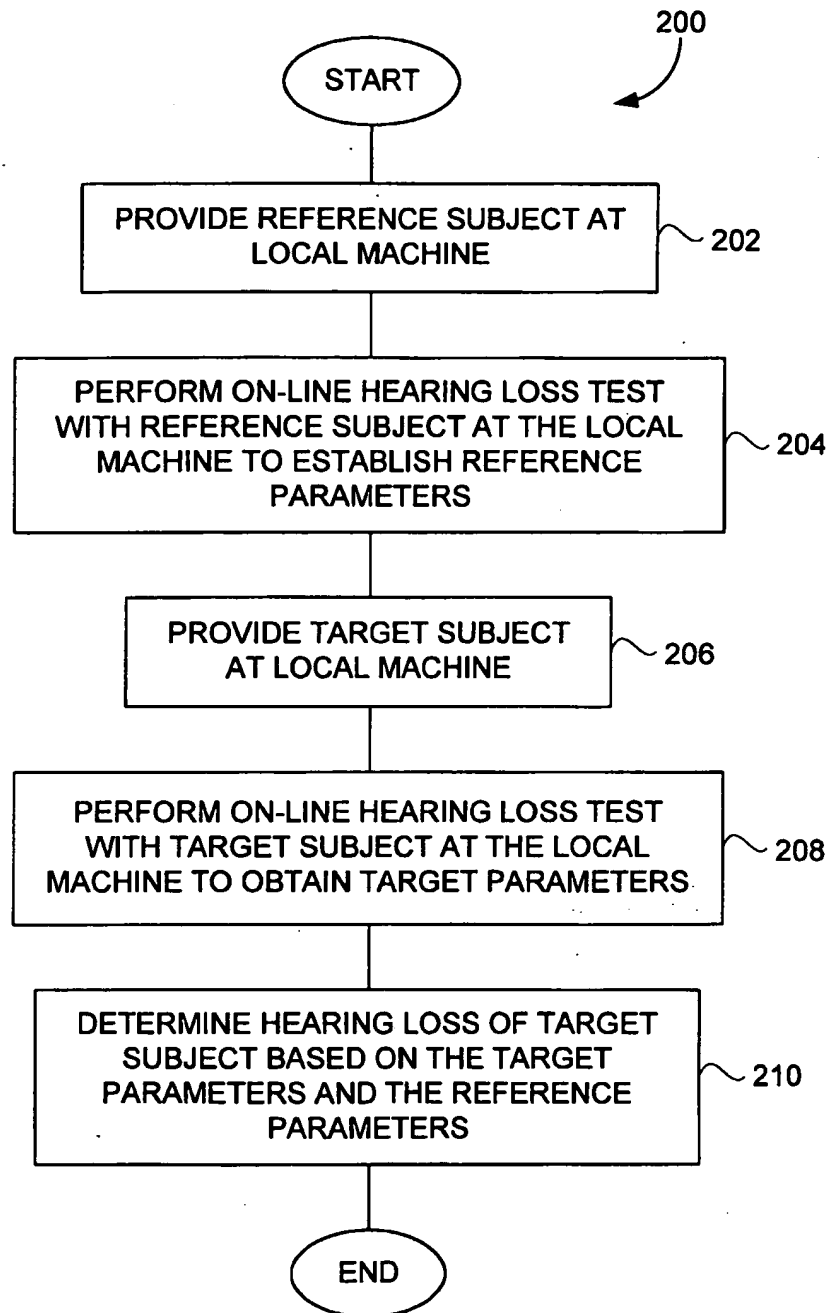 200
START
PROVIDE REFERENCE SUBJECT AT
LOCAL MACHINE
202
PERFORM ON-LINE HEARING LOSS TEST
WITH REFERENCE SUBJECT AT THE LOCAL
MACHINE TO ESTABLISH REFERENCE
PARAMETERS
204
PROVIDE TARGET SUBJECT
AT LOCAL MACHINE
206
PERFORM ON-LINE HEARING LOSS TEST
WITH TARGET SUBJECT AT THE LOCAL
MACHINE TO OBTAIN TARGET PARAMETERS
208
DETERMINE HEARING LOSS OF TARGET
SUBJECT BASED ON THE TARGET
PARAMETERS AND THE REFERENCE
PARAMETERS
210
END